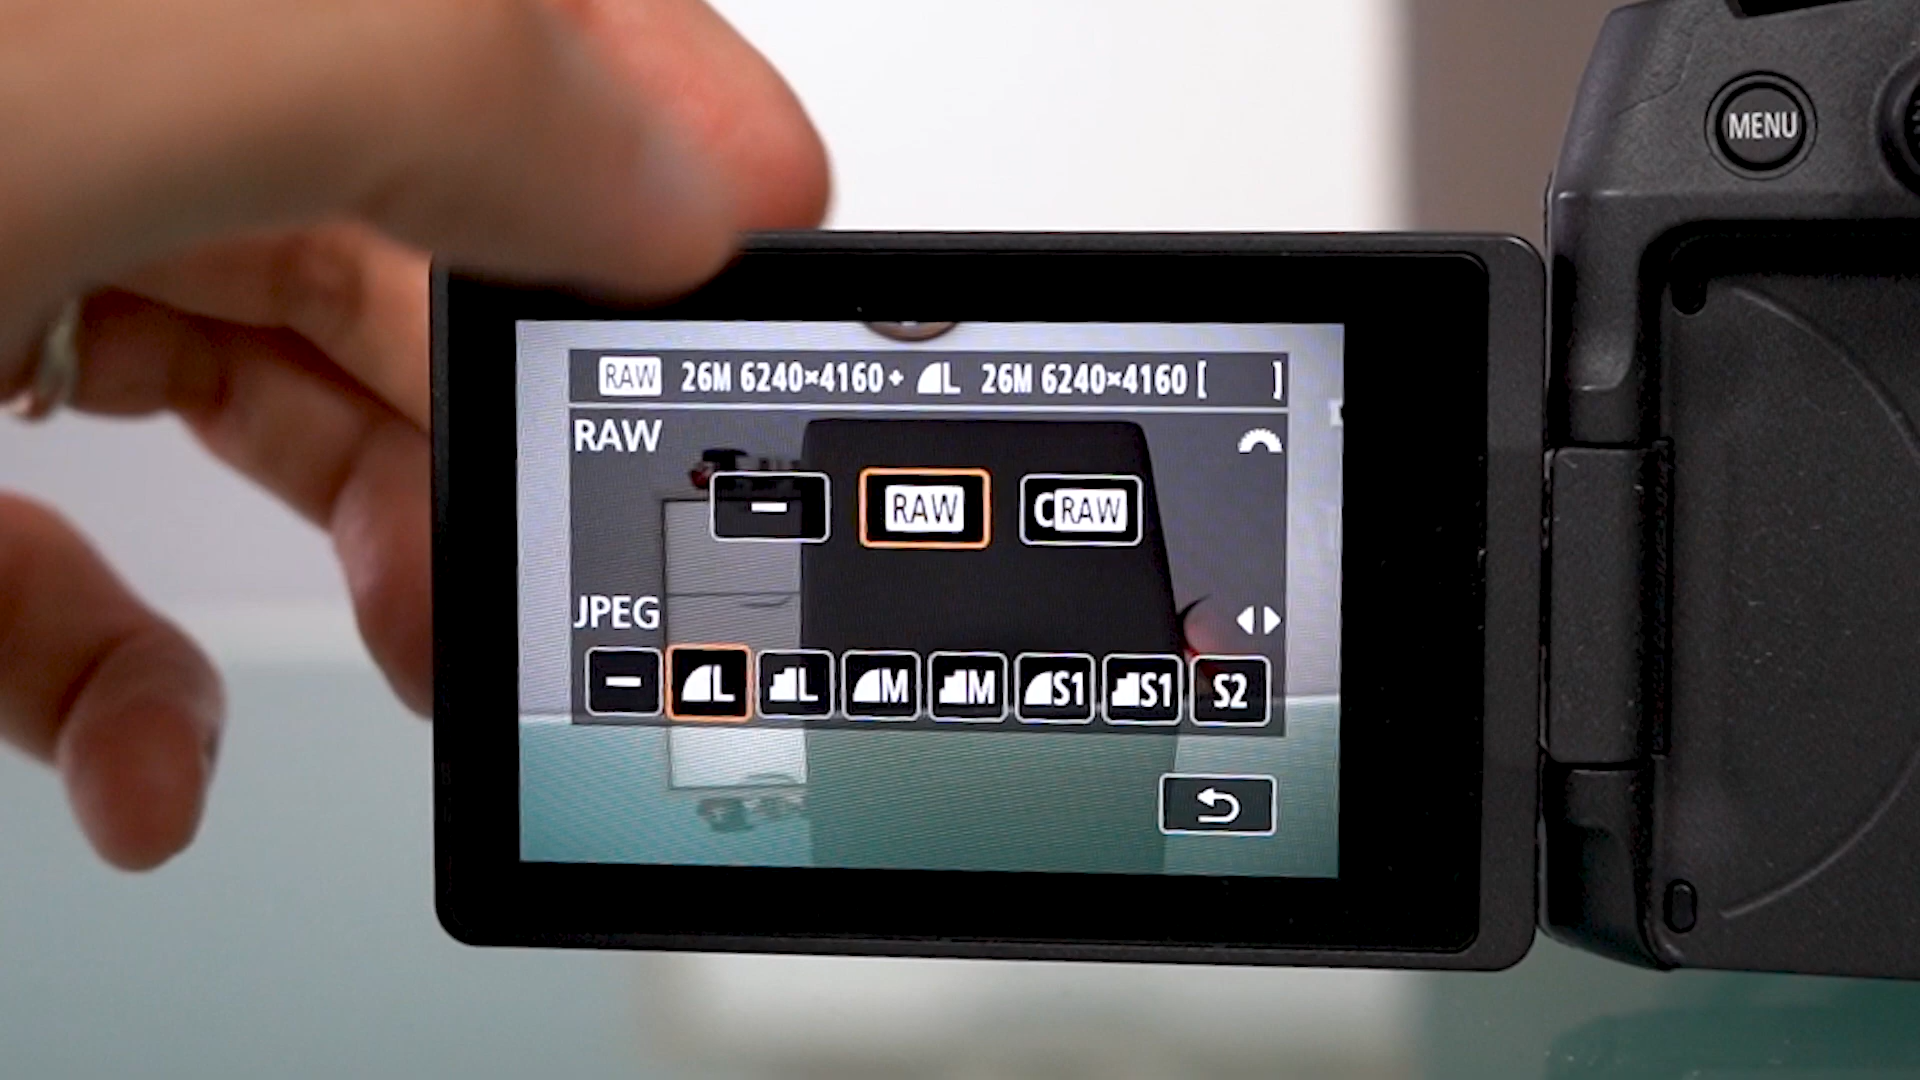 MENU
RAW 26M 6240×4160+ L 26M 6240×4160 [ ]
RAW
– RAW CRAW
JPEG
– L L M M S1 S1 S2